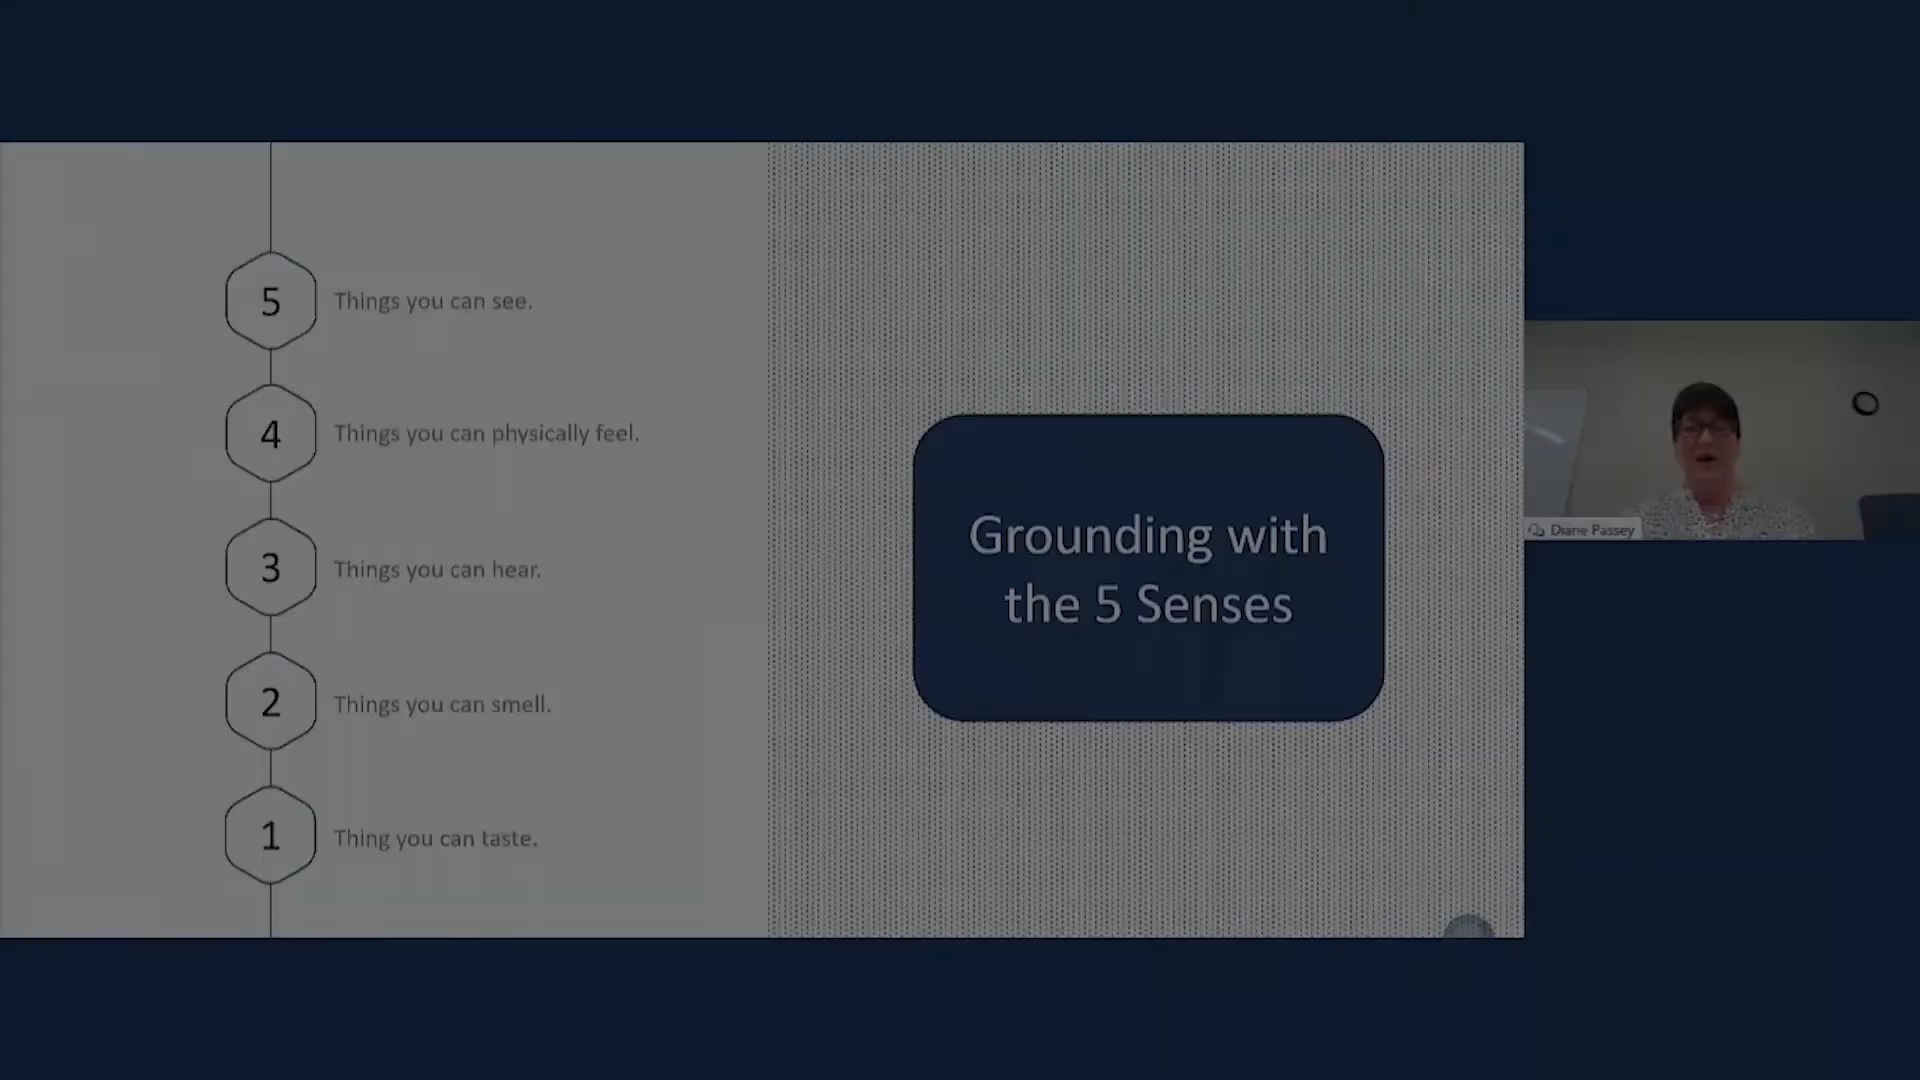 5
Things you can see.
4
Things you can physically feel.
3
Things you can hear.
2
Things you can smell.
1
Thing you can taste.
Grounding with
the 5 Senses
Diane Passey